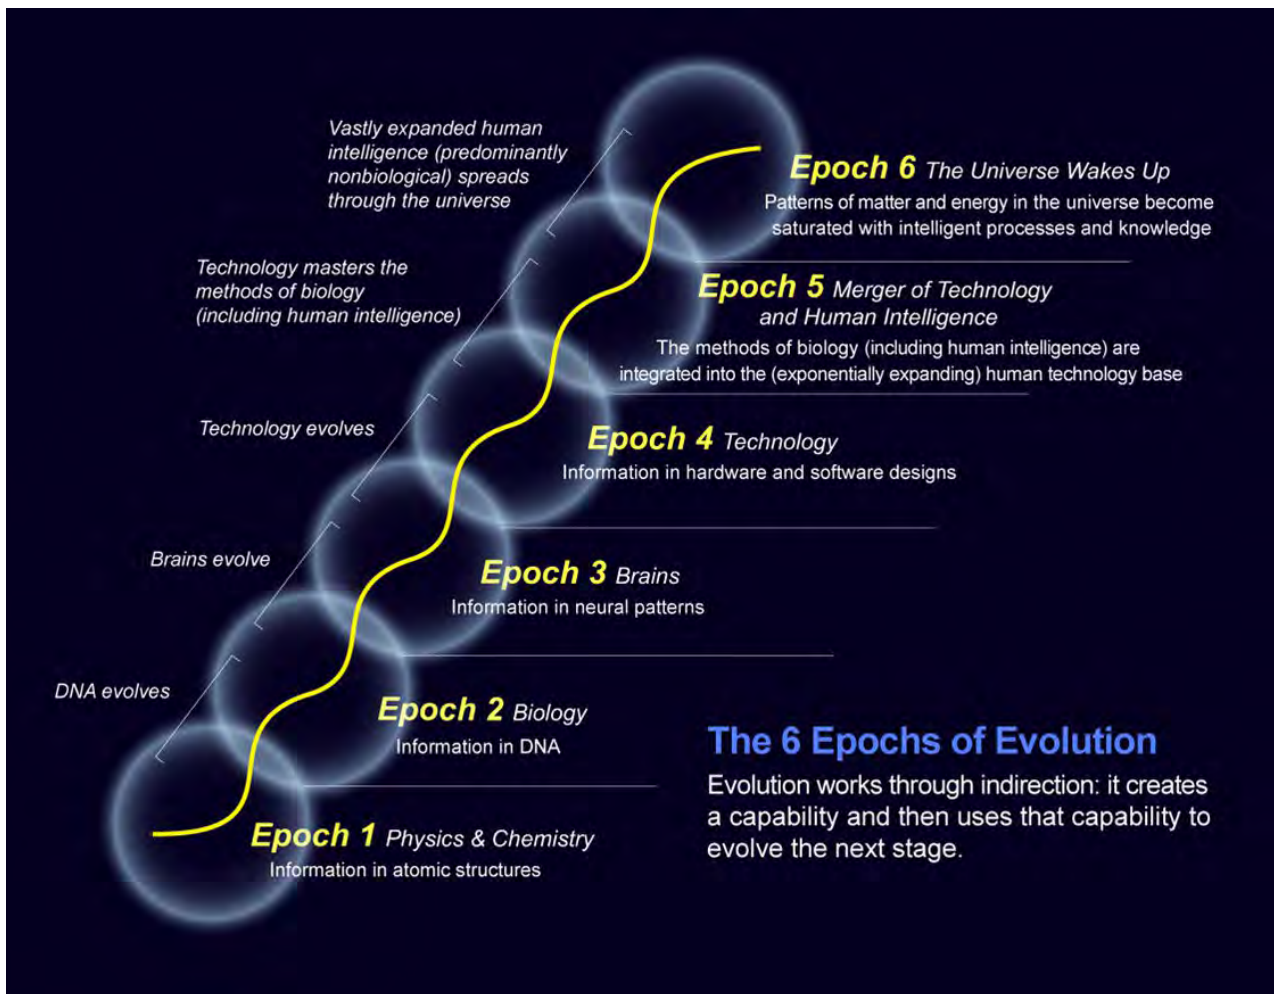 Vastly expanded human
intelligence (predominantly
nonbiological) spreads
through the universe
Epoch 6 The Universe Wakes Up
Patterns of matter and energy in the universe become
saturated with intelligent processes and knowledge
Technology masters the
methods of biology
(including human intelligence)
Epoch 5 Merger of Technology
and Human Intelligence
The methods of biology (including human intelligence) are
integrated into the (exponentially expanding) human technology base
Technology evolves
Epoch 4 Technology
Information in hardware and software designs
Brains evolve
Epoch 3 Brains
Information in neural patterns
DNA evolves
Epoch 2 Biology
Information in DNA
Epoch 1 Physics & Chemistry
Information in atomic structures
The 6 Epochs of Evolution
Evolution works through indirection: it creates
a capability and then uses that capability to
evolve the next stage.